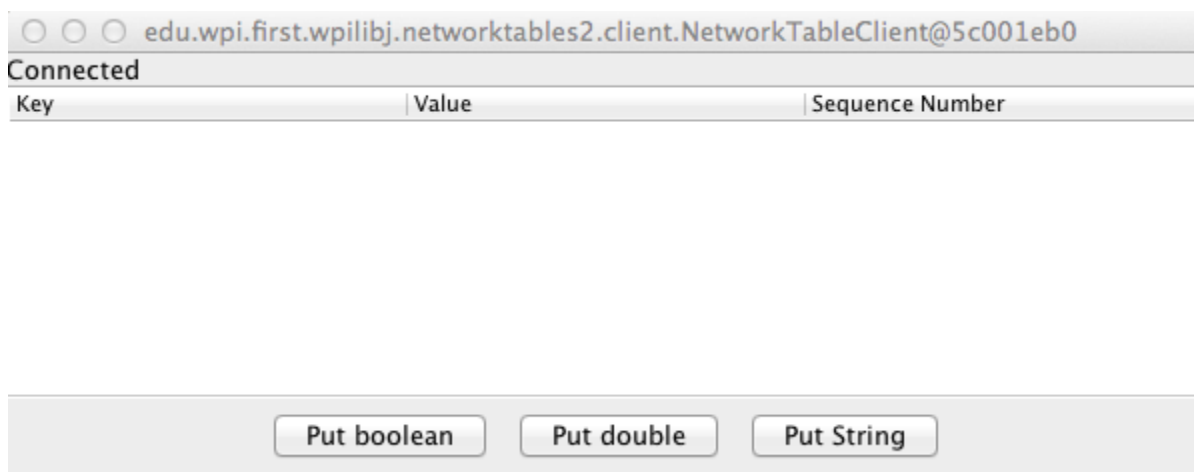 edu.wpi.first.wpilibj.networktables2.client.NetworkTableClient@5c001eb0
Connected
Key Value Sequence Number
Put boolean Put double Put String